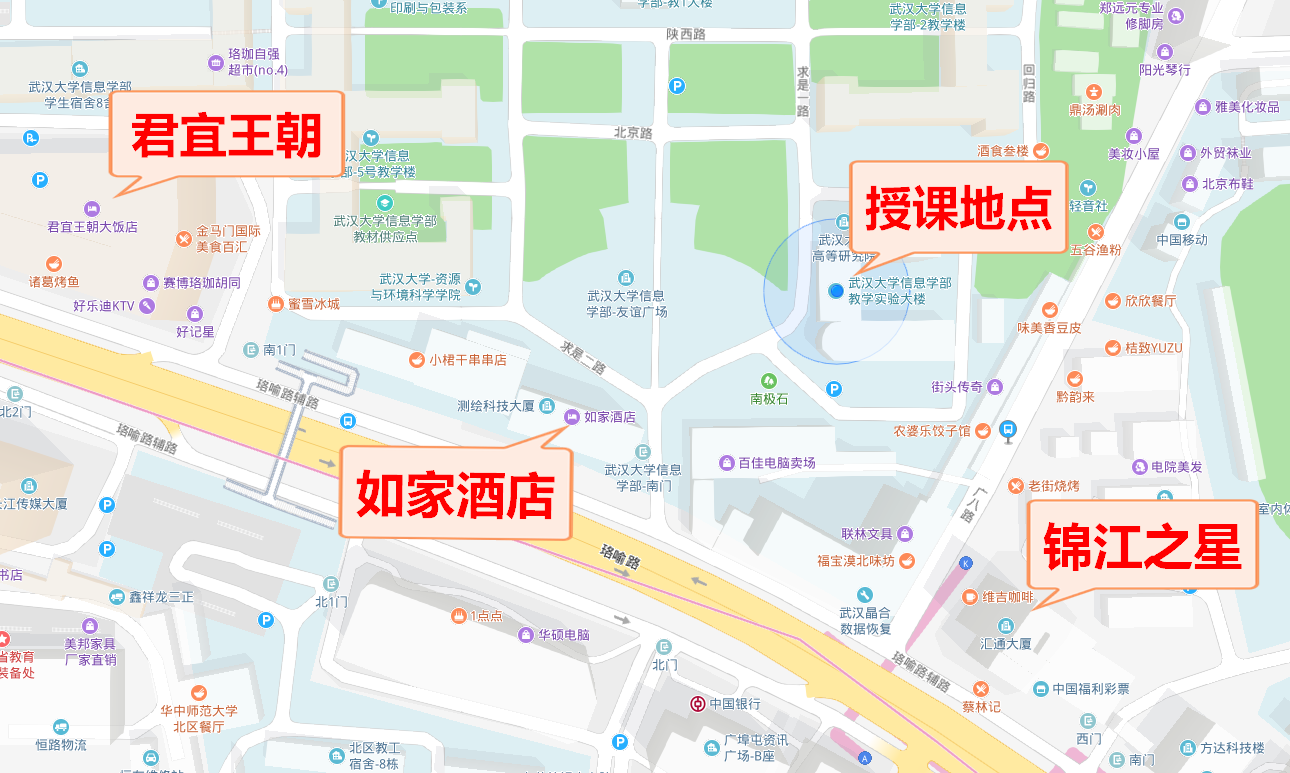 印刷与包装系
学部-教1大楼
武汉大学信息
学部-2教学楼
郑远元专业
修脚房
陕西路
珞珈自强
超市(no.4)
阳光琴行
武汉大学信息学部
学生宿舍8舍
求是一路
回归路
鼎汤涮肉
雅美化妆品
君宜王朝
北京路
美妆小屋
外贸袜业
酒食叁楼
武汉大学信息
学部-5号教学楼
北京布鞋
授课地点
轻音社
君宜王朝大饭店
武汉大学信息学部
教材供应点
金马门国际
美食百汇
高等研究院
五谷渔粉
中国移动
诸葛烤鱼
赛博珞珈胡同
武汉大学-资源
与环境科学学院
武汉大学信息
学部-友谊广场
武汉大学信息学部
教学实验大楼
好乐迪KTV
蜜雪冰城
欣欣餐厅
好记星
味美香豆皮
南1门
小桾干串串店
求是二路
桔致YUZU
珞喻路辅路
南极石
街头传奇
黔韵来
北2门
测绘科技大厦
如家酒店
农婆乐饺子馆
珞喻路辅路
武汉大学信息
学部-南门
百佳电脑卖场
电院美发
长江传媒大厦
如家酒店
广八路
老街烧烤
联林文具
锦江之星
珞喻路
福宝漠北味坊
K
书店
鑫祥龙三正
北1门
维吉咖啡
1点点
武汉晶合
数据恢复
美邦家具
厂家直销
华硕电脑
汇通大厦
省教育
装备处
北门
珞喻路辅路
中国福利彩票
华中师范大学
北区餐厅
中国银行
蔡林记
恒路物流
北区教工
宿舍-8栋
广埠屯资讯
广场-B座
西门
方达科技楼
A
南门